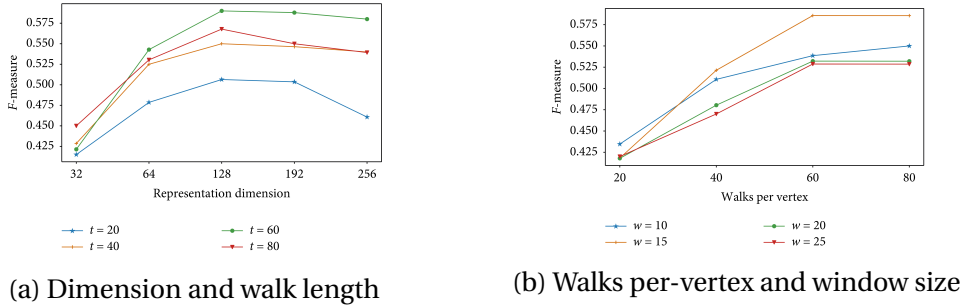 0.575
0.550
0.525
0.500
0.475
0.450
0.425
F-measure
32 64 128 192 256
Representation dimension
t = 20
t = 40
t = 60
t = 80
(a) Dimension and walk length
0.575
0.550
0.525
0.500
0.475
0.450
0.425
F-measure
20 40 60 80
Walks per vertex
w = 10
w = 15
w = 20
w = 25
(b) Walks per-vertex and window size